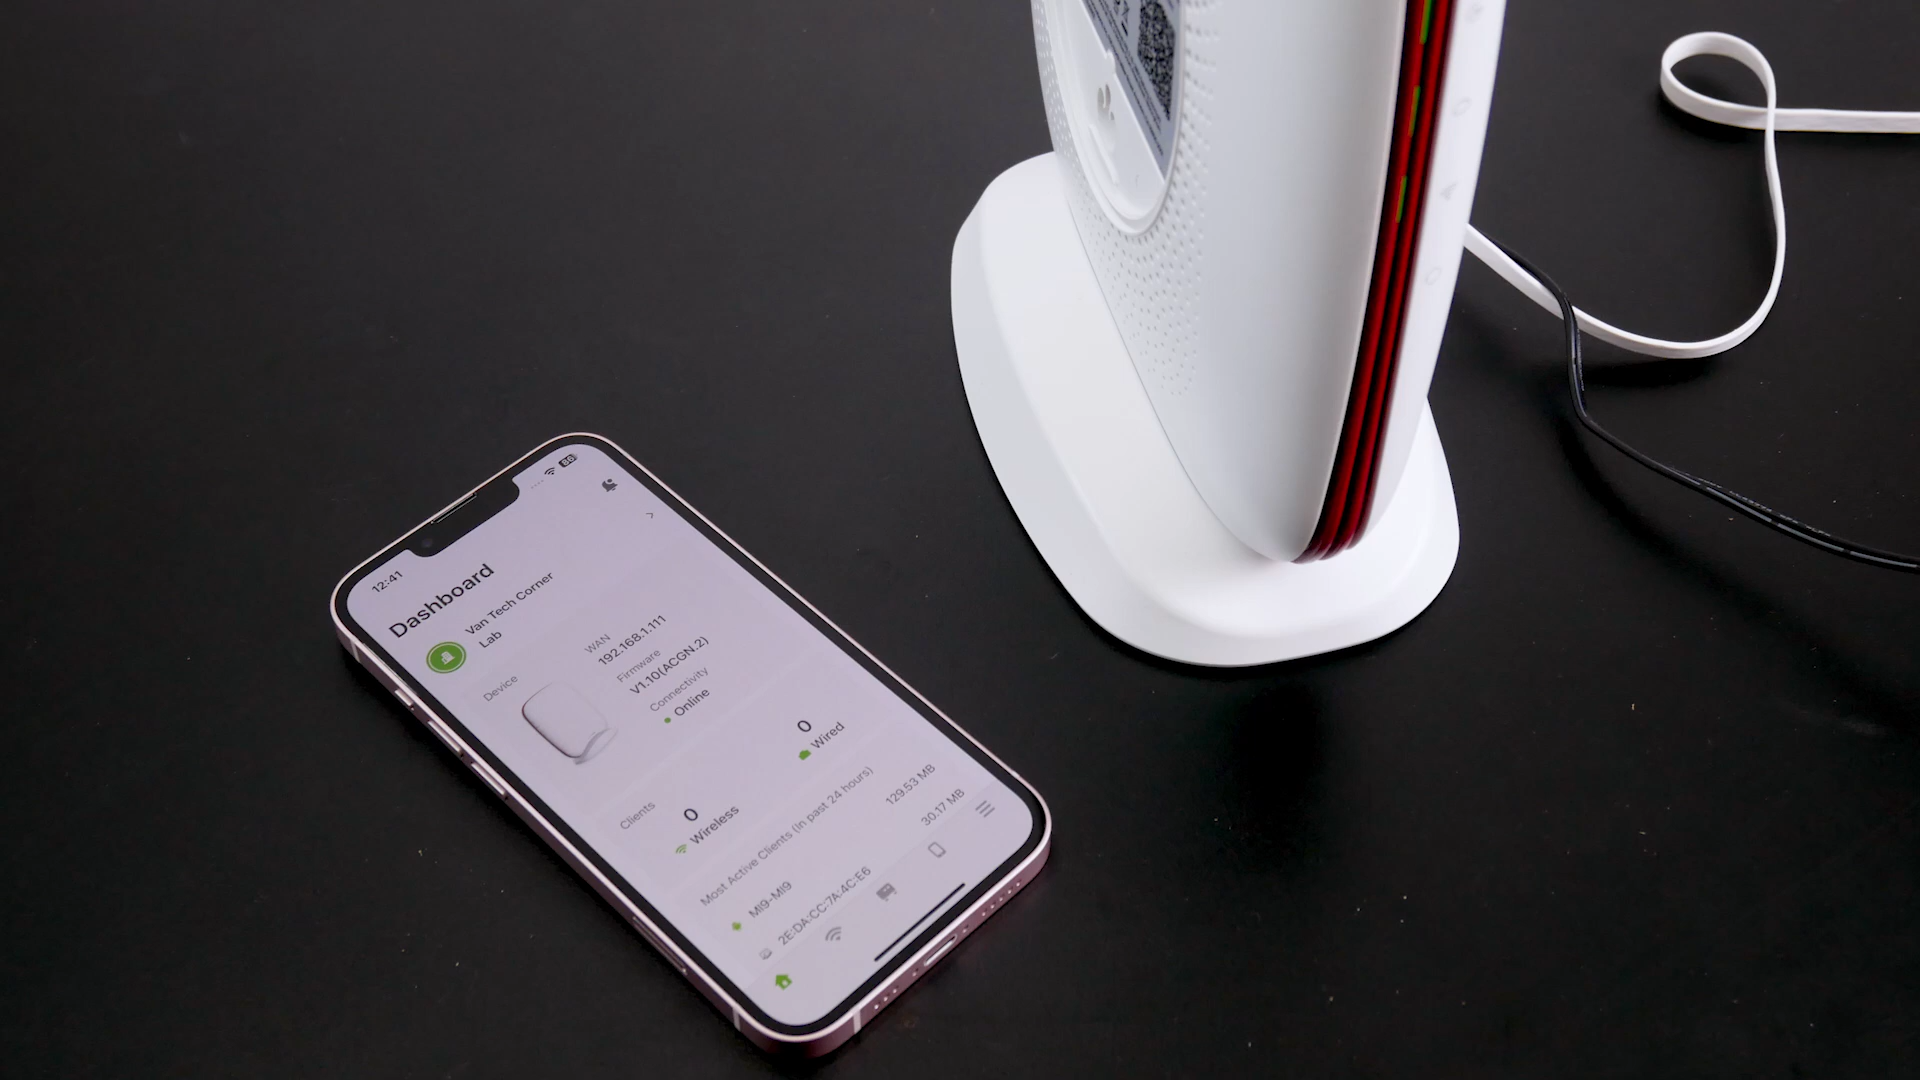 12:41
86
Dashboard
Van Tech Corner
Lab
Device
WAN
192.168.1.111
Firmware
V1.10(ACGN.2)
Connectivity
Online
Clients
0
Wireless
0
Wired
Most Active Clients (In past 24 hours)
MI9-MI9
129.53 MB
2E:DA:CC:7A:4C:E6
30.17 MB